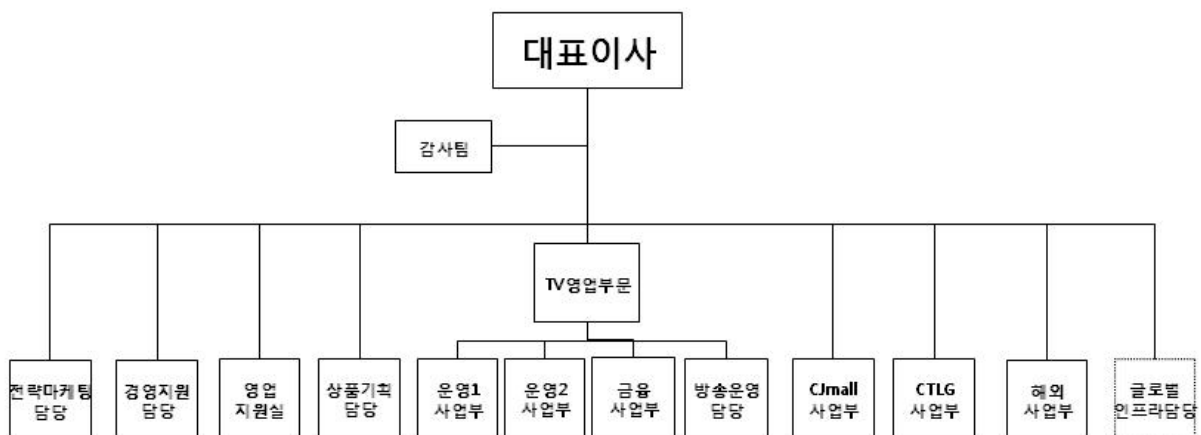 대표이사
감사팀
TV영업부문
전략마케팅
담당
경영지원
담당
영업
지원실
상품기획
담당
운영1
사업부
운영2
사업부
금융
사업부
방송운영
담당
CJmall
사업부
CTLG
사업부
해외
사업부
글로벌
인프라담당